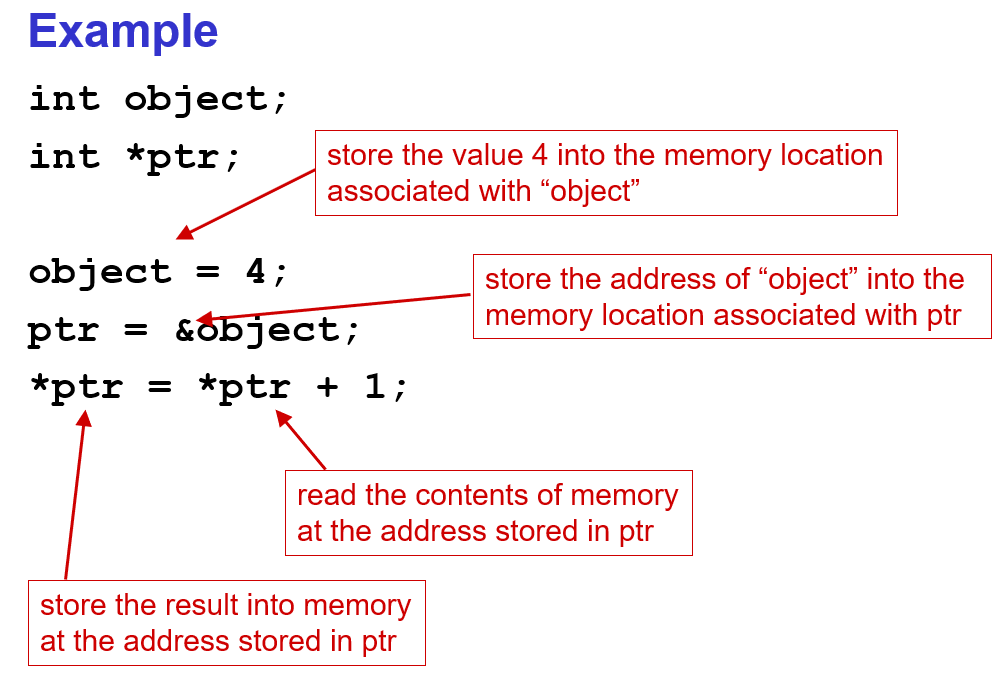 Example
int object;
int *ptr;
store the value 4 into the memory location
associated with “object”
object = 4;
ptr = &object;
store the address of “object” into the
memory location associated with ptr
*ptr = *ptr + 1;
read the contents of memory
at the address stored in ptr
store the result into memory
at the address stored in ptr